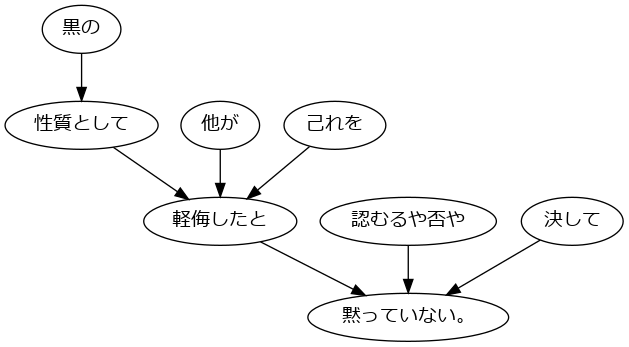 黒の
性質として 他が 己れを
軽侮したと 認むるや否や 決して
黙っていない。